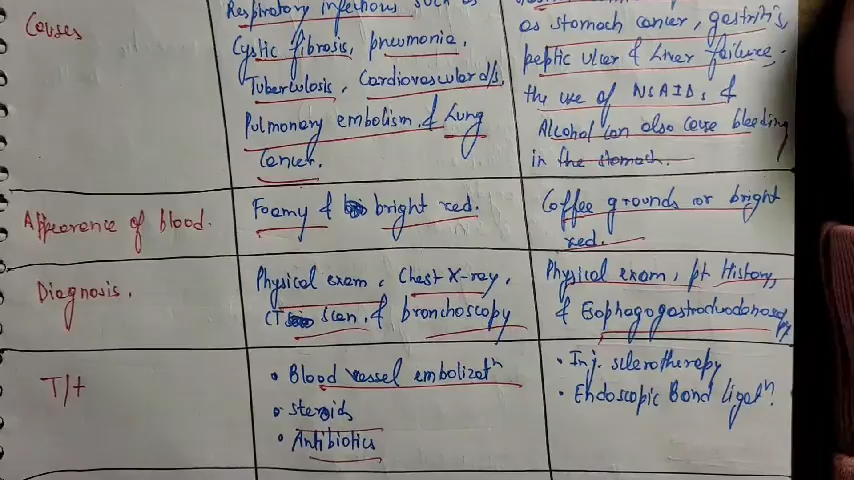 Causes
Respiratory infections such as
Cystic fibrosis, pneumonia,
Tuberculosis, Cardiovascular d/s,
Pulmonary embolism & Lung
Cancer.
as stomach cancer, gastritis,
peptic ulcer & Liver failure.
the use of NSAIDs &
Alcohol can also cause bleeding
in the stomach.
Appearence of blood.
Foamy & bright red.
Coffee grounds or bright
red.
Diagnosis.
Physical exam, Chest X-ray,
CT scan, & bronchoscopy
Physical exam, pt History,
& Esophagogastroduodenoscopy
T/t
• Blood vessel embolizatⁿ
• steroids
• Antibiotics
• Inj. sclerotherapy
• Endoscopic Band Ligatⁿ.